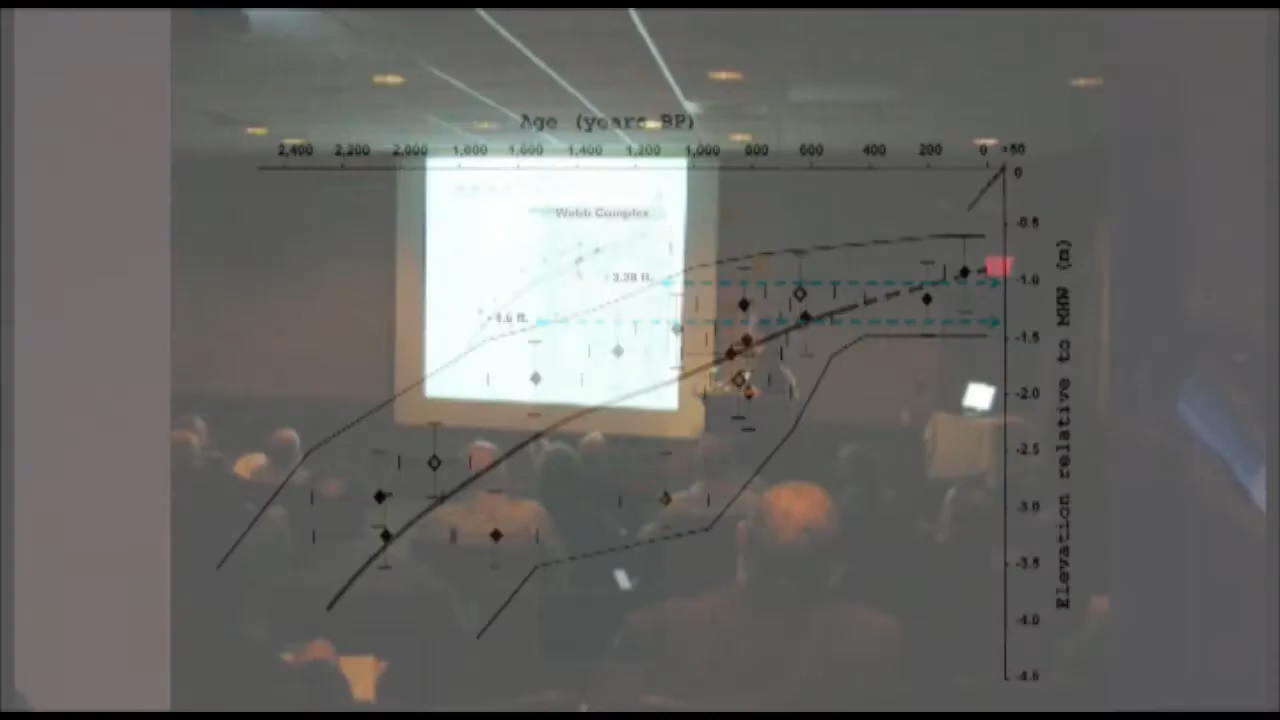 Age (years BP)
2,400 2,200 2,000 1,800 1,600 1,400 1,200 1,000 800 600 400 200 0 -50
0
-0.5
-1.0
-1.5
-2.0
-2.5
-3.0
-3.5
-4.0
-4.5
Elevation relative to MHW (m)
Webb Complex
- 3.28 ft.